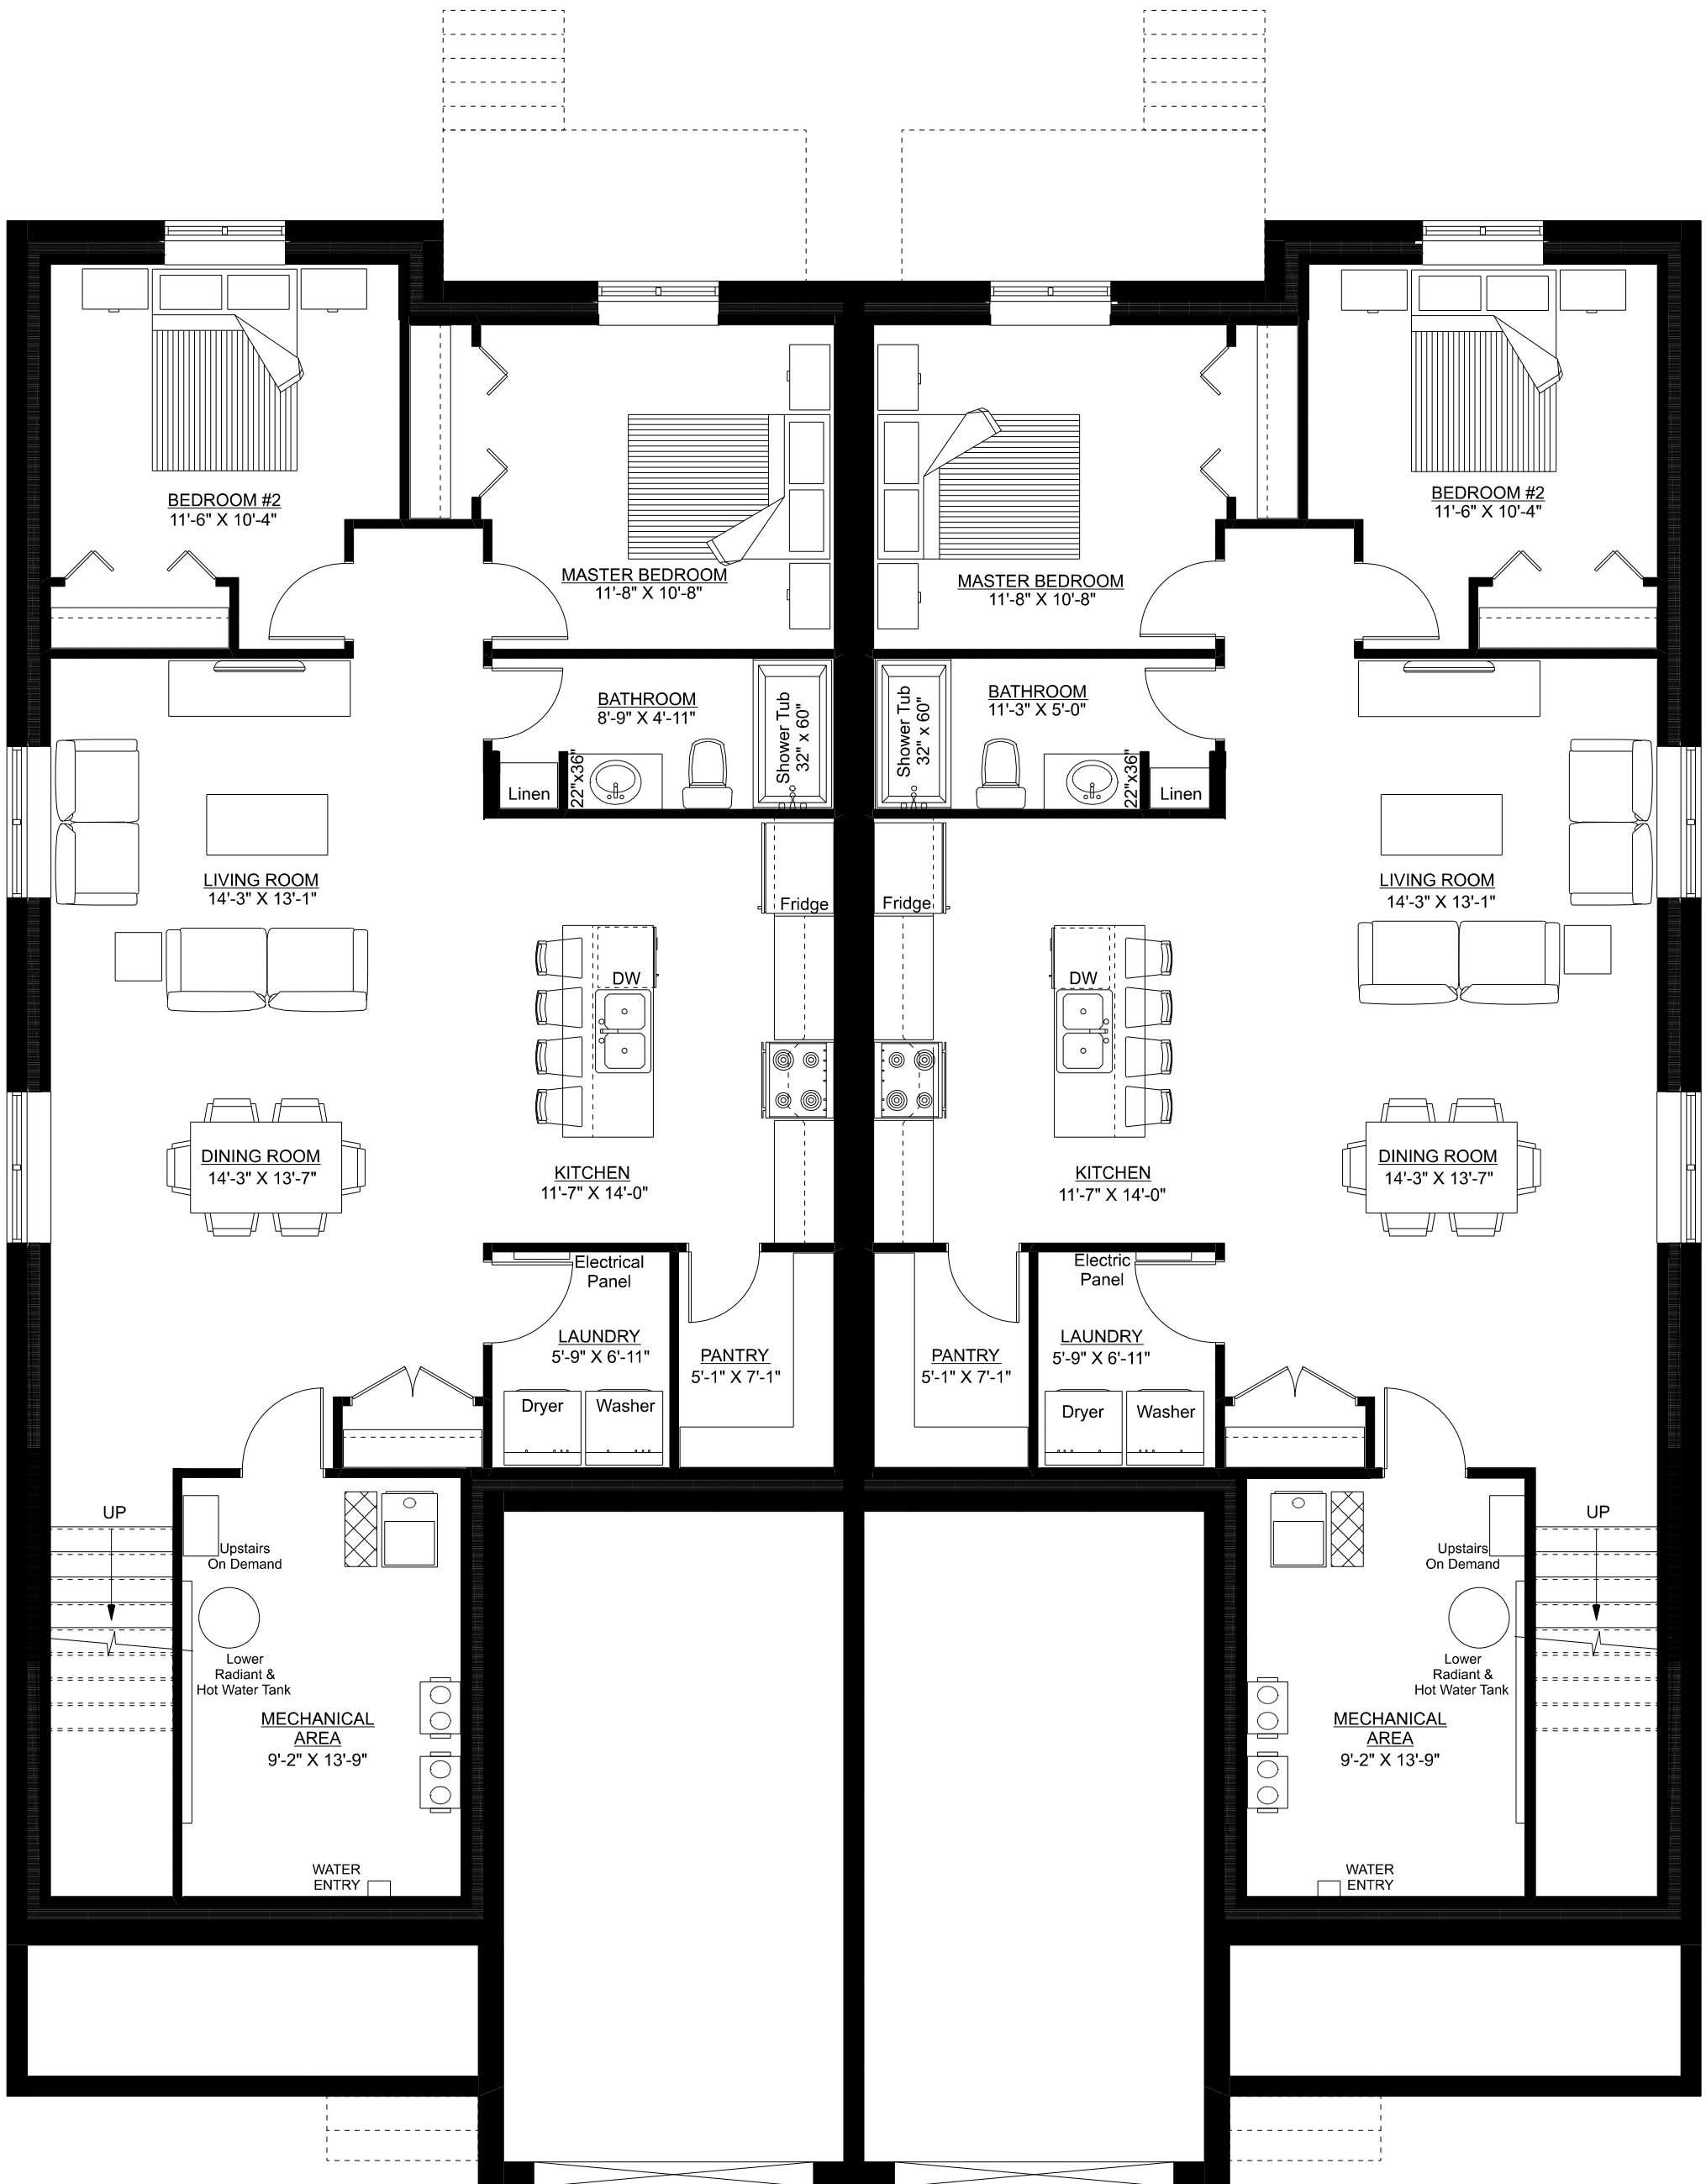 BEDROOM #2
11'-6" X 10'-4"
MASTER BEDROOM
11'-8" X 10'-8"
MASTER BEDROOM
11'-8" X 10'-8"
BEDROOM #2
11'-6" X 10'-4"
BATHROOM
8'-9" X 4'-11"
Shower Tub
32" x 60"
Linen
22"x36"
Shower Tub
32" x 60"
BATHROOM
11'-3" X 5'-0"
22"x36"
Linen
LIVING ROOM
14'-3" X 13'-1"
Fridge
Fridge
LIVING ROOM
14'-3" X 13'-1"
DW
DW
DINING ROOM
14'-3" X 13'-7"
KITCHEN
11'-7" X 14'-0"
KITCHEN
11'-7" X 14'-0"
DINING ROOM
14'-3" X 13'-7"
Electrical
Panel
LAUNDRY
5'-9" X 6'-11"
PANTRY
5'-1" X 7'-1"
Dryer
Washer
Electric
Panel
PANTRY
5'-1" X 7'-1"
LAUNDRY
5'-9" X 6'-11"
Dryer
Washer
UP
Upstairs
On Demand
Lower
Radiant &
Hot Water Tank
MECHANICAL
AREA
9'-2" X 13'-9"
WATER
ENTRY
UP
Upstairs
On Demand
Lower
Radiant &
Hot Water Tank
MECHANICAL
AREA
9'-2" X 13'-9"
WATER
ENTRY